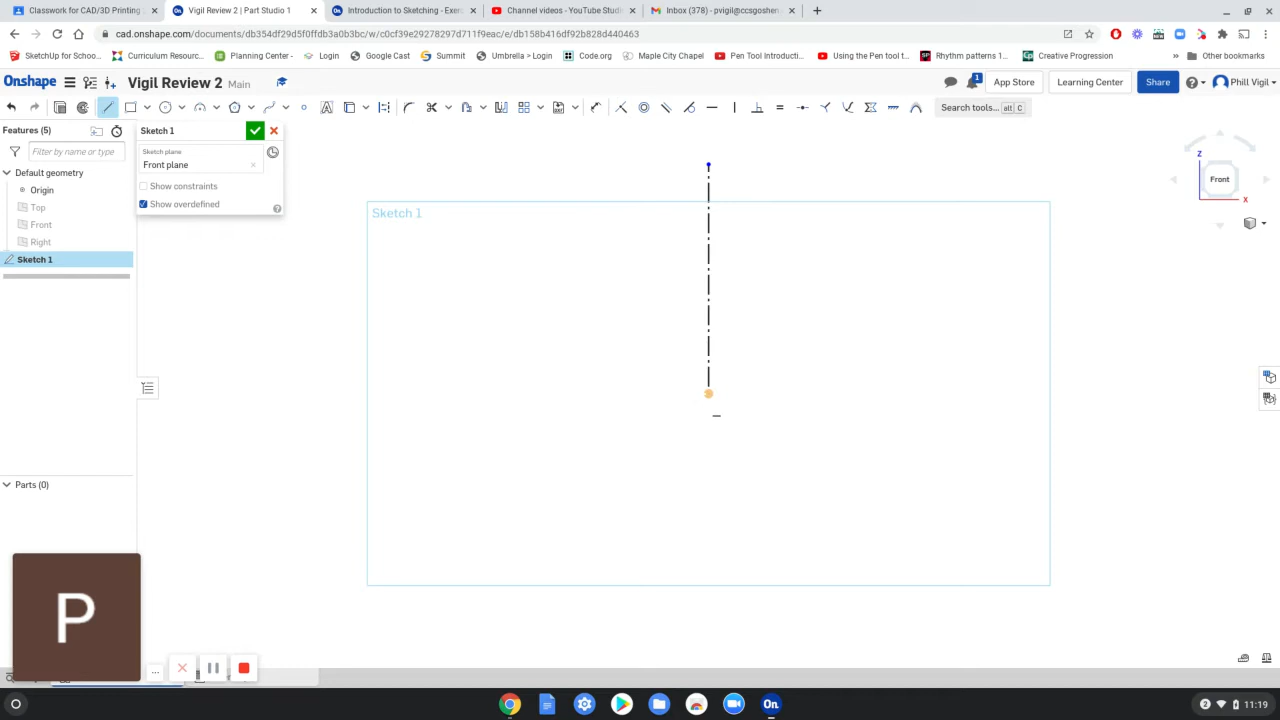 Classwork for CAD/3D Printing
Vigil Review 2 | Part Studio 1
Introduction to Sketching - Exer
Channel videos - YouTube Studi
Inbox (378) - pvigil@ccsgoshen
cad.onshape.com/documents/db354df29d5f0ffdb3a0b3bc/w/c0cf39e29278297d711f9eac/e/db158b416df92b828d440463
SketchUp for Schoo...
Curriculum Resourc...
Planning Center -
Login
Google Cast
Summit
Umbrella > Login
Code.org
Maple City Chapel
Pen Tool Introducti...
Using the Pen tool t...
Rhythm patterns 1...
Creative Progression
»
Other bookmarks
Onshape
Vigil Review 2 Main
1
App Store
Learning Center
Share
Phill Vigil
Search tools... alt C
Features (5)
Filter by name or type
Default geometry
Origin
Top
Front
Right
Sketch 1
Sketch 1
Sketch plane
Front plane
Show constraints
Show overdefined
Sketch 1
Z
Front
X
Parts (0)
P
...
On.
2
11:19